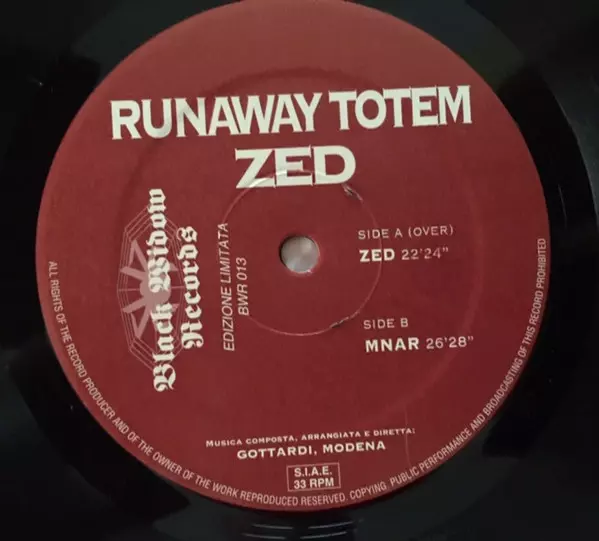 RUNAWAY TOTEM
ZED
Black Widow
Records
EDIZIONE LIMITATA
BWR 013
SIDE A (OVER)
ZED 22'24"
SIDE B
MNAR 26'28"
MUSICA COMPOSTA, ARRANGIATA E DIRETTA:
GOTTARDI, MODENA
S.I.A.E.
33 RPM
ALL RIGHTS OF THE RECORD PRODUCER AND OF THE OWNER OF THE WORK REPRODUCED RESERVED. COPYING, PUBLIC PERFORMANCE AND BROADCASTING OF THIS RECORD PROHIBITED